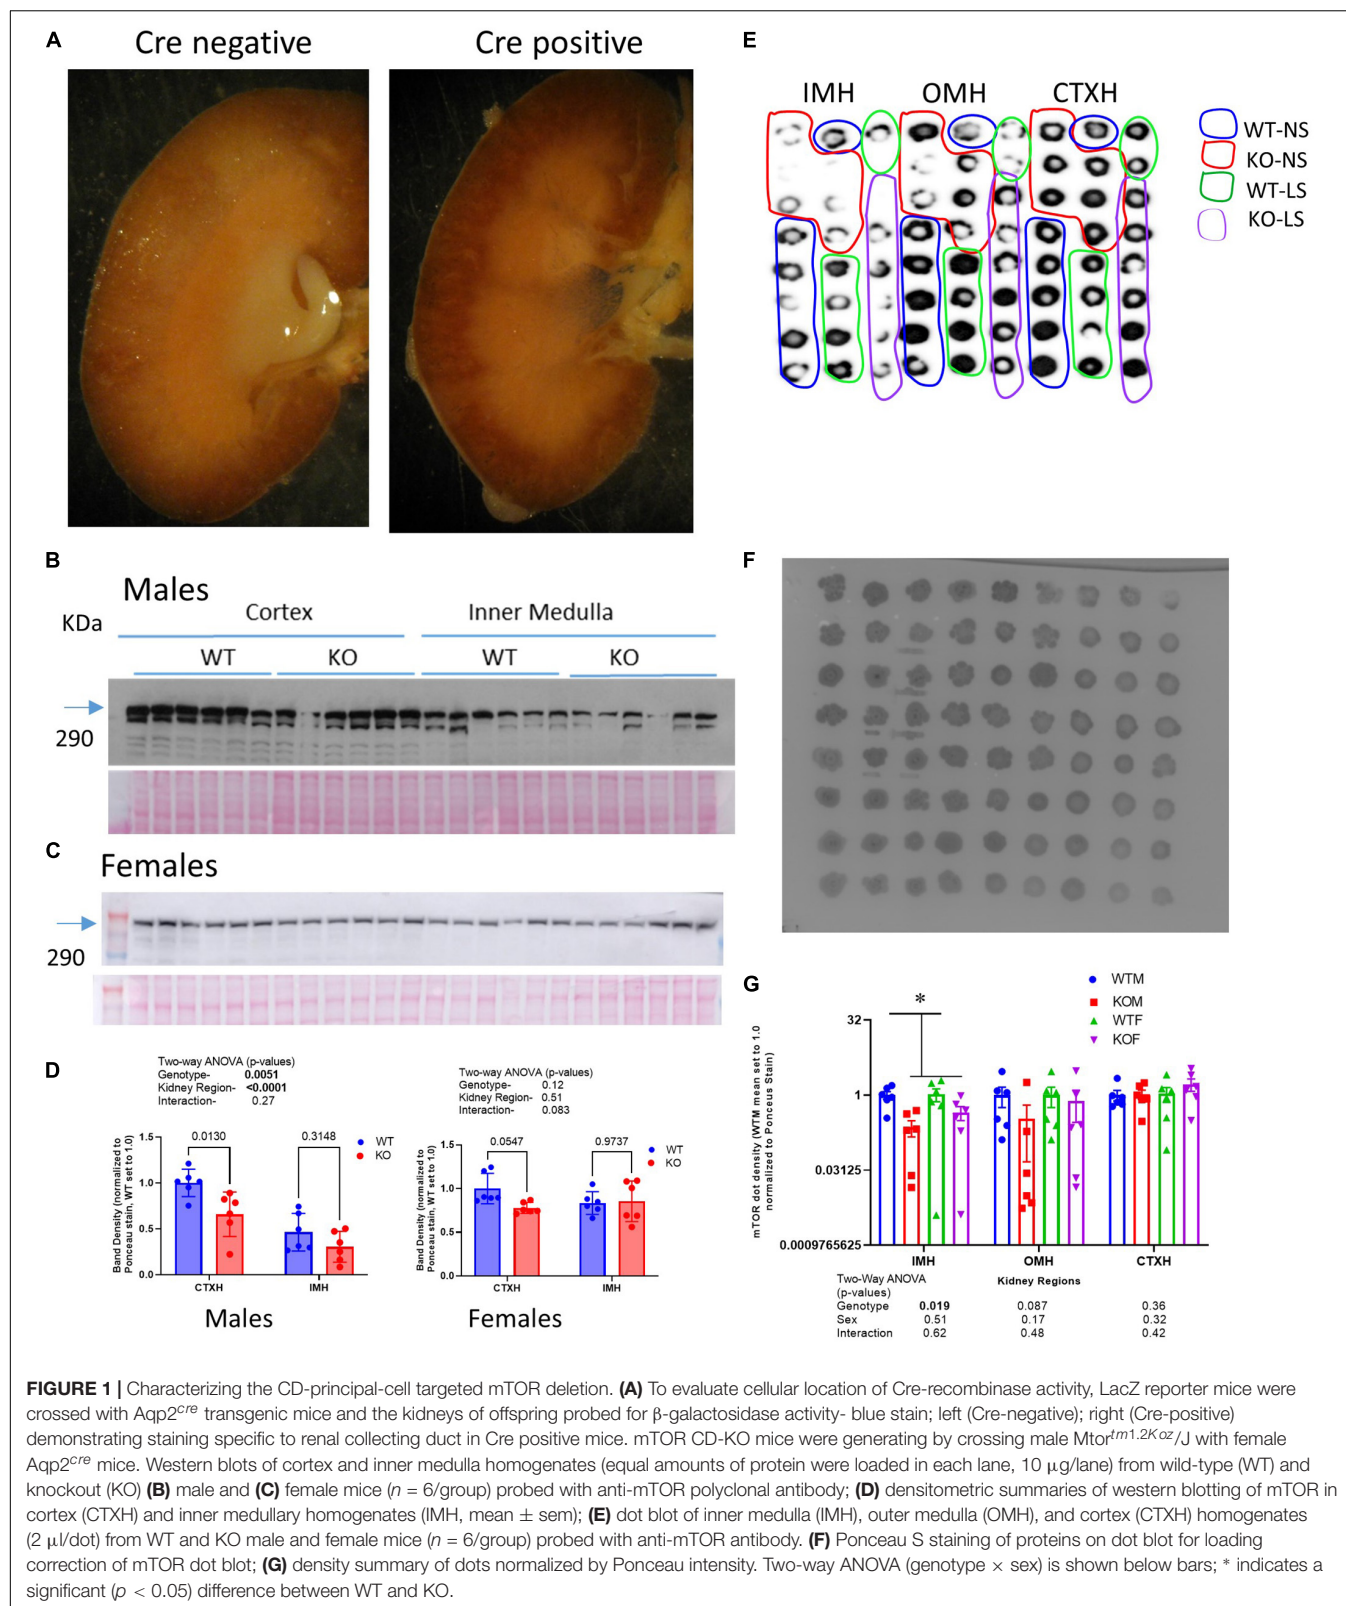 A
Cre negative
Cre positive
E
IMH
OMH
CTXH
WT-NS
KO-NS
WT-LS
KO-LS
B
Males
KDa
Cortex
Inner Medulla
WT
KO
WT
KO
290
C
Females
290
F
D
Two-way ANOVA (p-values)
Genotype- 0.0051
Kidney Region- <0.0001
Interaction- 0.27
Band Density (normalized to
Ponceau stain, WT set to 1.0)
1.5
1.0
0.5
0.0
0.0130
0.3148
WT
KO
CTXH
IMH
Males
Two-way ANOVA (p-values)
Genotype- 0.12
Kidney Region- 0.51
Interaction- 0.083
Band Density (normalized to
Ponceau stain, WT set to 1.0)
1.5
1.0
0.5
0.0
0.0547
0.9737
WT
KO
CTXH
IMH
Females
G
WTM
KOM
WTF
KOF
*
mTOR dot density (WTM mean set to 1.0
normalized to Ponceus Stain)
32
1
0.03125
0.0009765625
IMH
OMH
CTXH
Kidney Regions
Two-Way ANOVA
(p-values)
Genotype 0.019 0.087 0.36
Sex 0.51 0.17 0.32
Interaction 0.62 0.48 0.42
FIGURE 1 | Characterizing the CD-principal-cell targeted mTOR deletion. (A) To evaluate cellular location of Cre-recombinase activity, LacZ reporter mice were
crossed with Aqp2cre transgenic mice and the kidneys of offspring probed for β-galactosidase activity- blue stain; left (Cre-negative); right (Cre-positive)
demonstrating staining specific to renal collecting duct in Cre positive mice. mTOR CD-KO mice were generating by crossing male Mtortm1.2Koz/J with female
Aqp2cre mice. Western blots of cortex and inner medulla homogenates (equal amounts of protein were loaded in each lane, 10 μg/lane) from wild-type (WT) and
knockout (KO) (B) male and (C) female mice (n = 6/group) probed with anti-mTOR polyclonal antibody; (D) densitometric summaries of western blotting of mTOR in
cortex (CTXH) and inner medullary homogenates (IMH, mean ± sem); (E) dot blot of inner medulla (IMH), outer medulla (OMH), and cortex (CTXH) homogenates
(2 μl/dot) from WT and KO male and female mice (n = 6/group) probed with anti-mTOR antibody. (F) Ponceau S staining of proteins on dot blot for loading
correction of mTOR dot blot; (G) density summary of dots normalized by Ponceau intensity. Two-way ANOVA (genotype × sex) is shown below bars; * indicates a
significant (p < 0.05) difference between WT and KO.